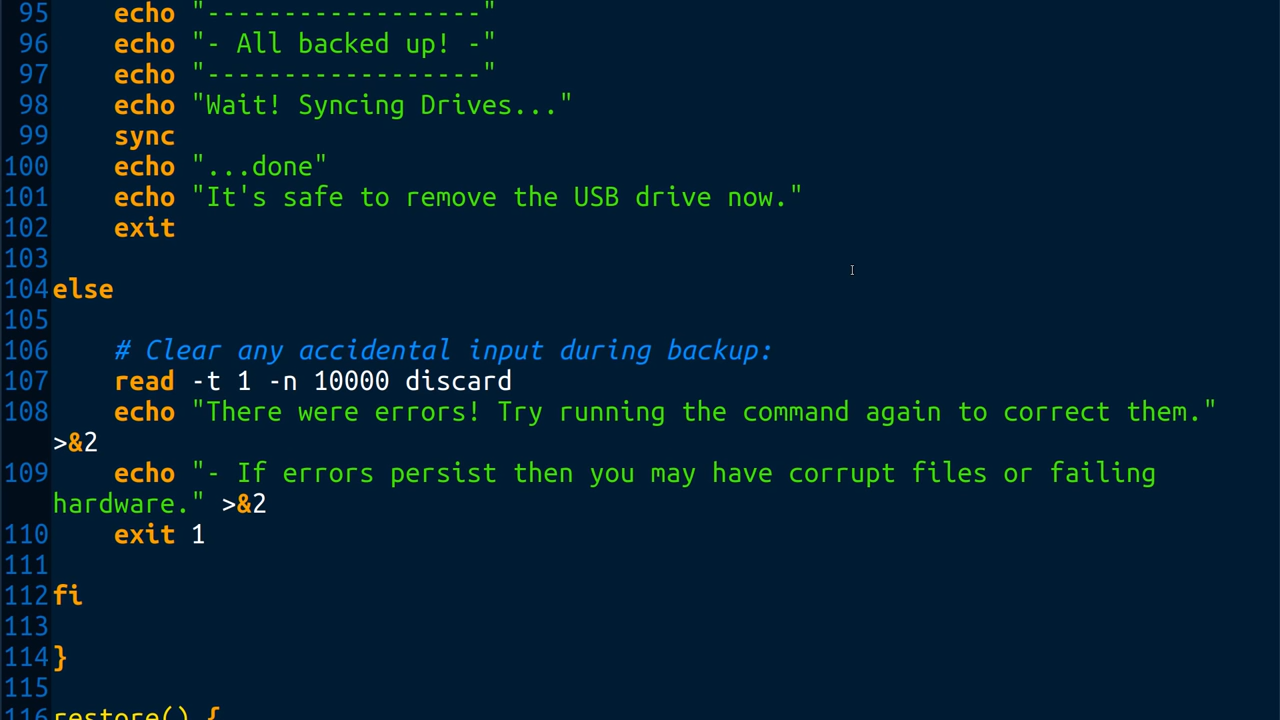 95 echo "------------------"
96 echo "- All backed up! -"
97 echo "------------------"
98 echo "Wait! Syncing Drives..."
99 sync
100 echo "...done"
101 echo "It's safe to remove the USB drive now."
102 exit
103
104 else
105
106 # Clear any accidental input during backup:
107 read -t 1 -n 10000 discard
108 echo "There were errors! Try running the command again to correct them."
>&2
109 echo "- If errors persist then you may have corrupt files or failing
hardware." >&2
110 exit 1
111
112 fi
113
114 }
115
116 restore() {